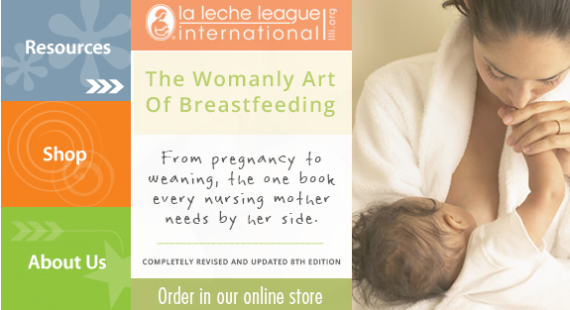 Resources
Shop
About Us
la leche league
international
llli.org
The Womanly Art
Of Breastfeeding
From pregnancy to
weaning, the one book
every nursing mother
needs by her side.
COMPLETELY REVISED AND UPDATED 8TH EDITION
Order in our online store